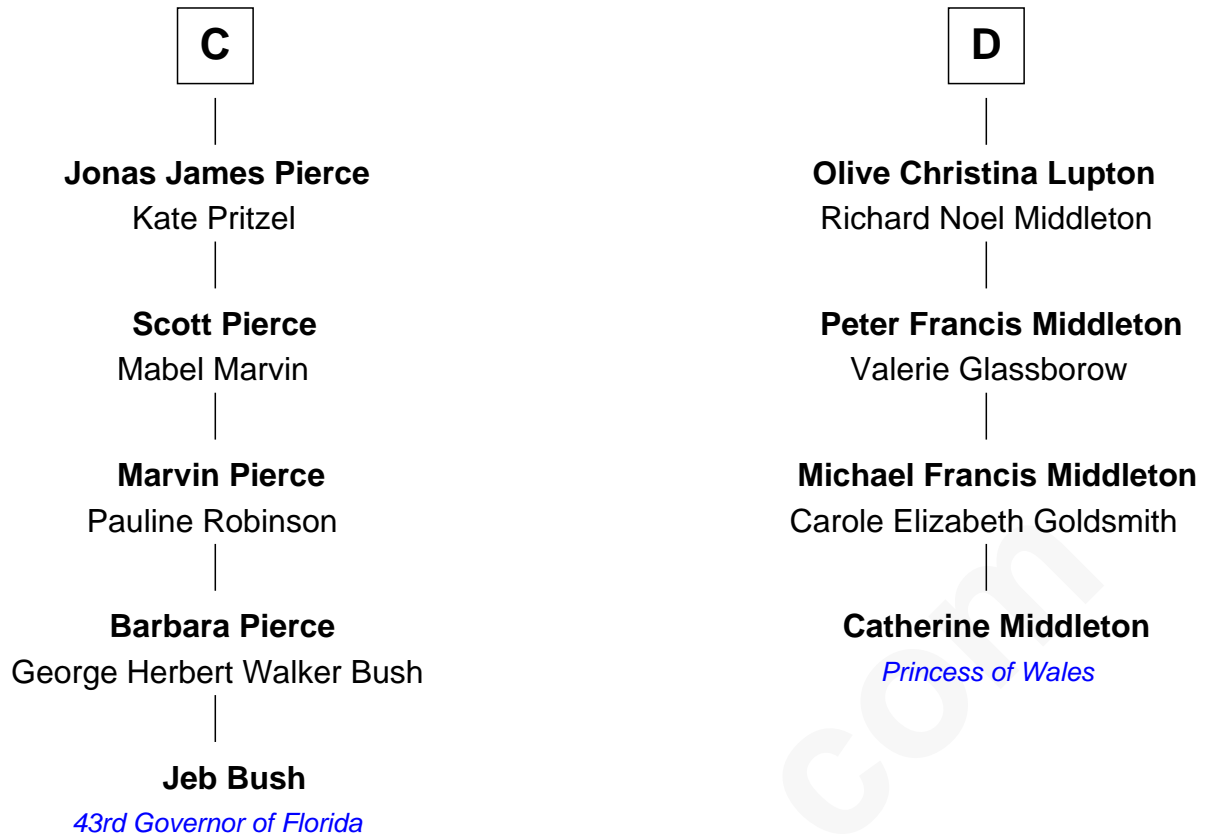 C
Jonas James Pierce
Kate Pritzel
Scott Pierce
Mabel Marvin
Marvin Pierce
Pauline Robinson
Barbara Pierce
George Herbert Walker Bush
Jeb Bush
43rd Governor of Florida
D
Olive Christina Lupton
Richard Noel Middleton
Peter Francis Middleton
Valerie Glassborow
Michael Francis Middleton
Carole Elizabeth Goldsmith
Catherine Middleton
Princess of Wales
com